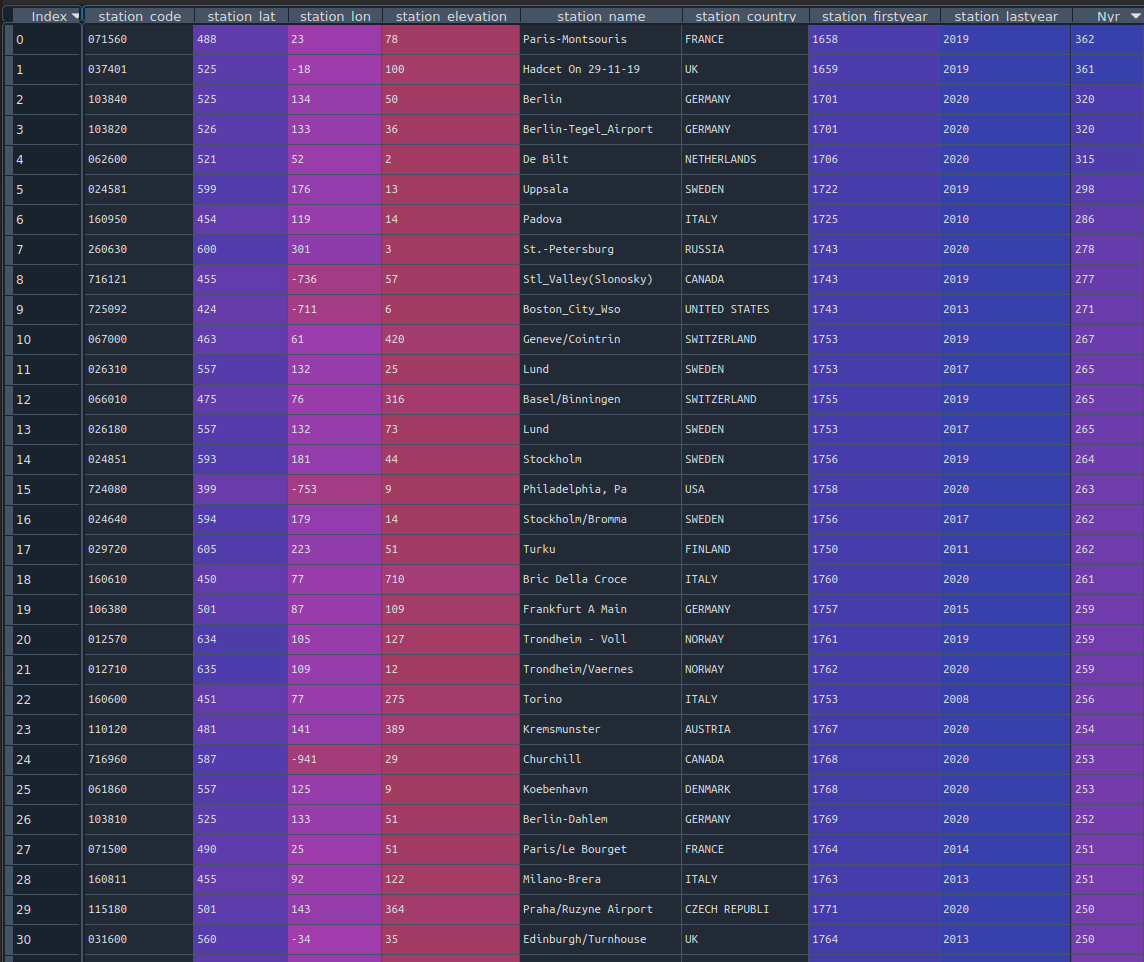 Index station_code station_lat station_lon station_elevation station_name station_country station_firstyear station_lastyear Nyr
0 071560 488 23 78 Paris-Montsouris FRANCE 1658 2019 362
1 037401 525 -18 100 Hadcet On 29-11-19 UK 1659 2019 361
2 103840 525 134 50 Berlin GERMANY 1701 2020 320
3 103820 526 133 36 Berlin-Tegel_Airport GERMANY 1701 2020 320
4 062600 521 52 2 De Bilt NETHERLANDS 1706 2020 315
5 024581 599 176 13 Uppsala SWEDEN 1722 2019 298
6 160950 454 119 14 Padova ITALY 1725 2010 286
7 260630 600 301 3 St.-Petersburg RUSSIA 1743 2020 278
8 716121 455 -736 57 Stl_Valley(Slonosky) CANADA 1743 2019 277
9 725092 424 -711 6 Boston_City_Wso UNITED STATES 1743 2013 271
10 067000 463 61 420 Geneve/Cointrin SWITZERLAND 1753 2019 267
11 026310 557 132 25 Lund SWEDEN 1753 2017 265
12 066010 475 76 316 Basel/Binningen SWITZERLAND 1755 2019 265
13 026180 557 132 73 Lund SWEDEN 1753 2017 265
14 024851 593 181 44 Stockholm SWEDEN 1756 2019 264
15 724080 399 -753 9 Philadelphia, Pa USA 1758 2020 263
16 024640 594 179 14 Stockholm/Bromma SWEDEN 1756 2017 262
17 029720 605 223 51 Turku FINLAND 1750 2011 262
18 160610 450 77 710 Bric Della Croce ITALY 1760 2020 261
19 106380 501 87 109 Frankfurt A Main GERMANY 1757 2015 259
20 012570 634 105 127 Trondheim - Voll NORWAY 1761 2019 259
21 012710 635 109 12 Trondheim/Vaernes NORWAY 1762 2020 259
22 160600 451 77 275 Torino ITALY 1753 2008 256
23 110120 481 141 389 Kremsmunster AUSTRIA 1767 2020 254
24 716960 587 -941 29 Churchill CANADA 1768 2020 253
25 061860 557 125 9 Koebenhavn DENMARK 1768 2020 253
26 103810 525 133 51 Berlin-Dahlem GERMANY 1769 2020 252
27 071500 490 25 51 Paris/Le Bourget FRANCE 1764 2014 251
28 160811 455 92 122 Milano-Brera ITALY 1763 2013 251
29 115180 501 143 364 Praha/Ruzyne Airport CZECH REPUBLI 1771 2020 250
30 031600 560 -34 35 Edinburgh/Turnhouse UK 1764 2013 250